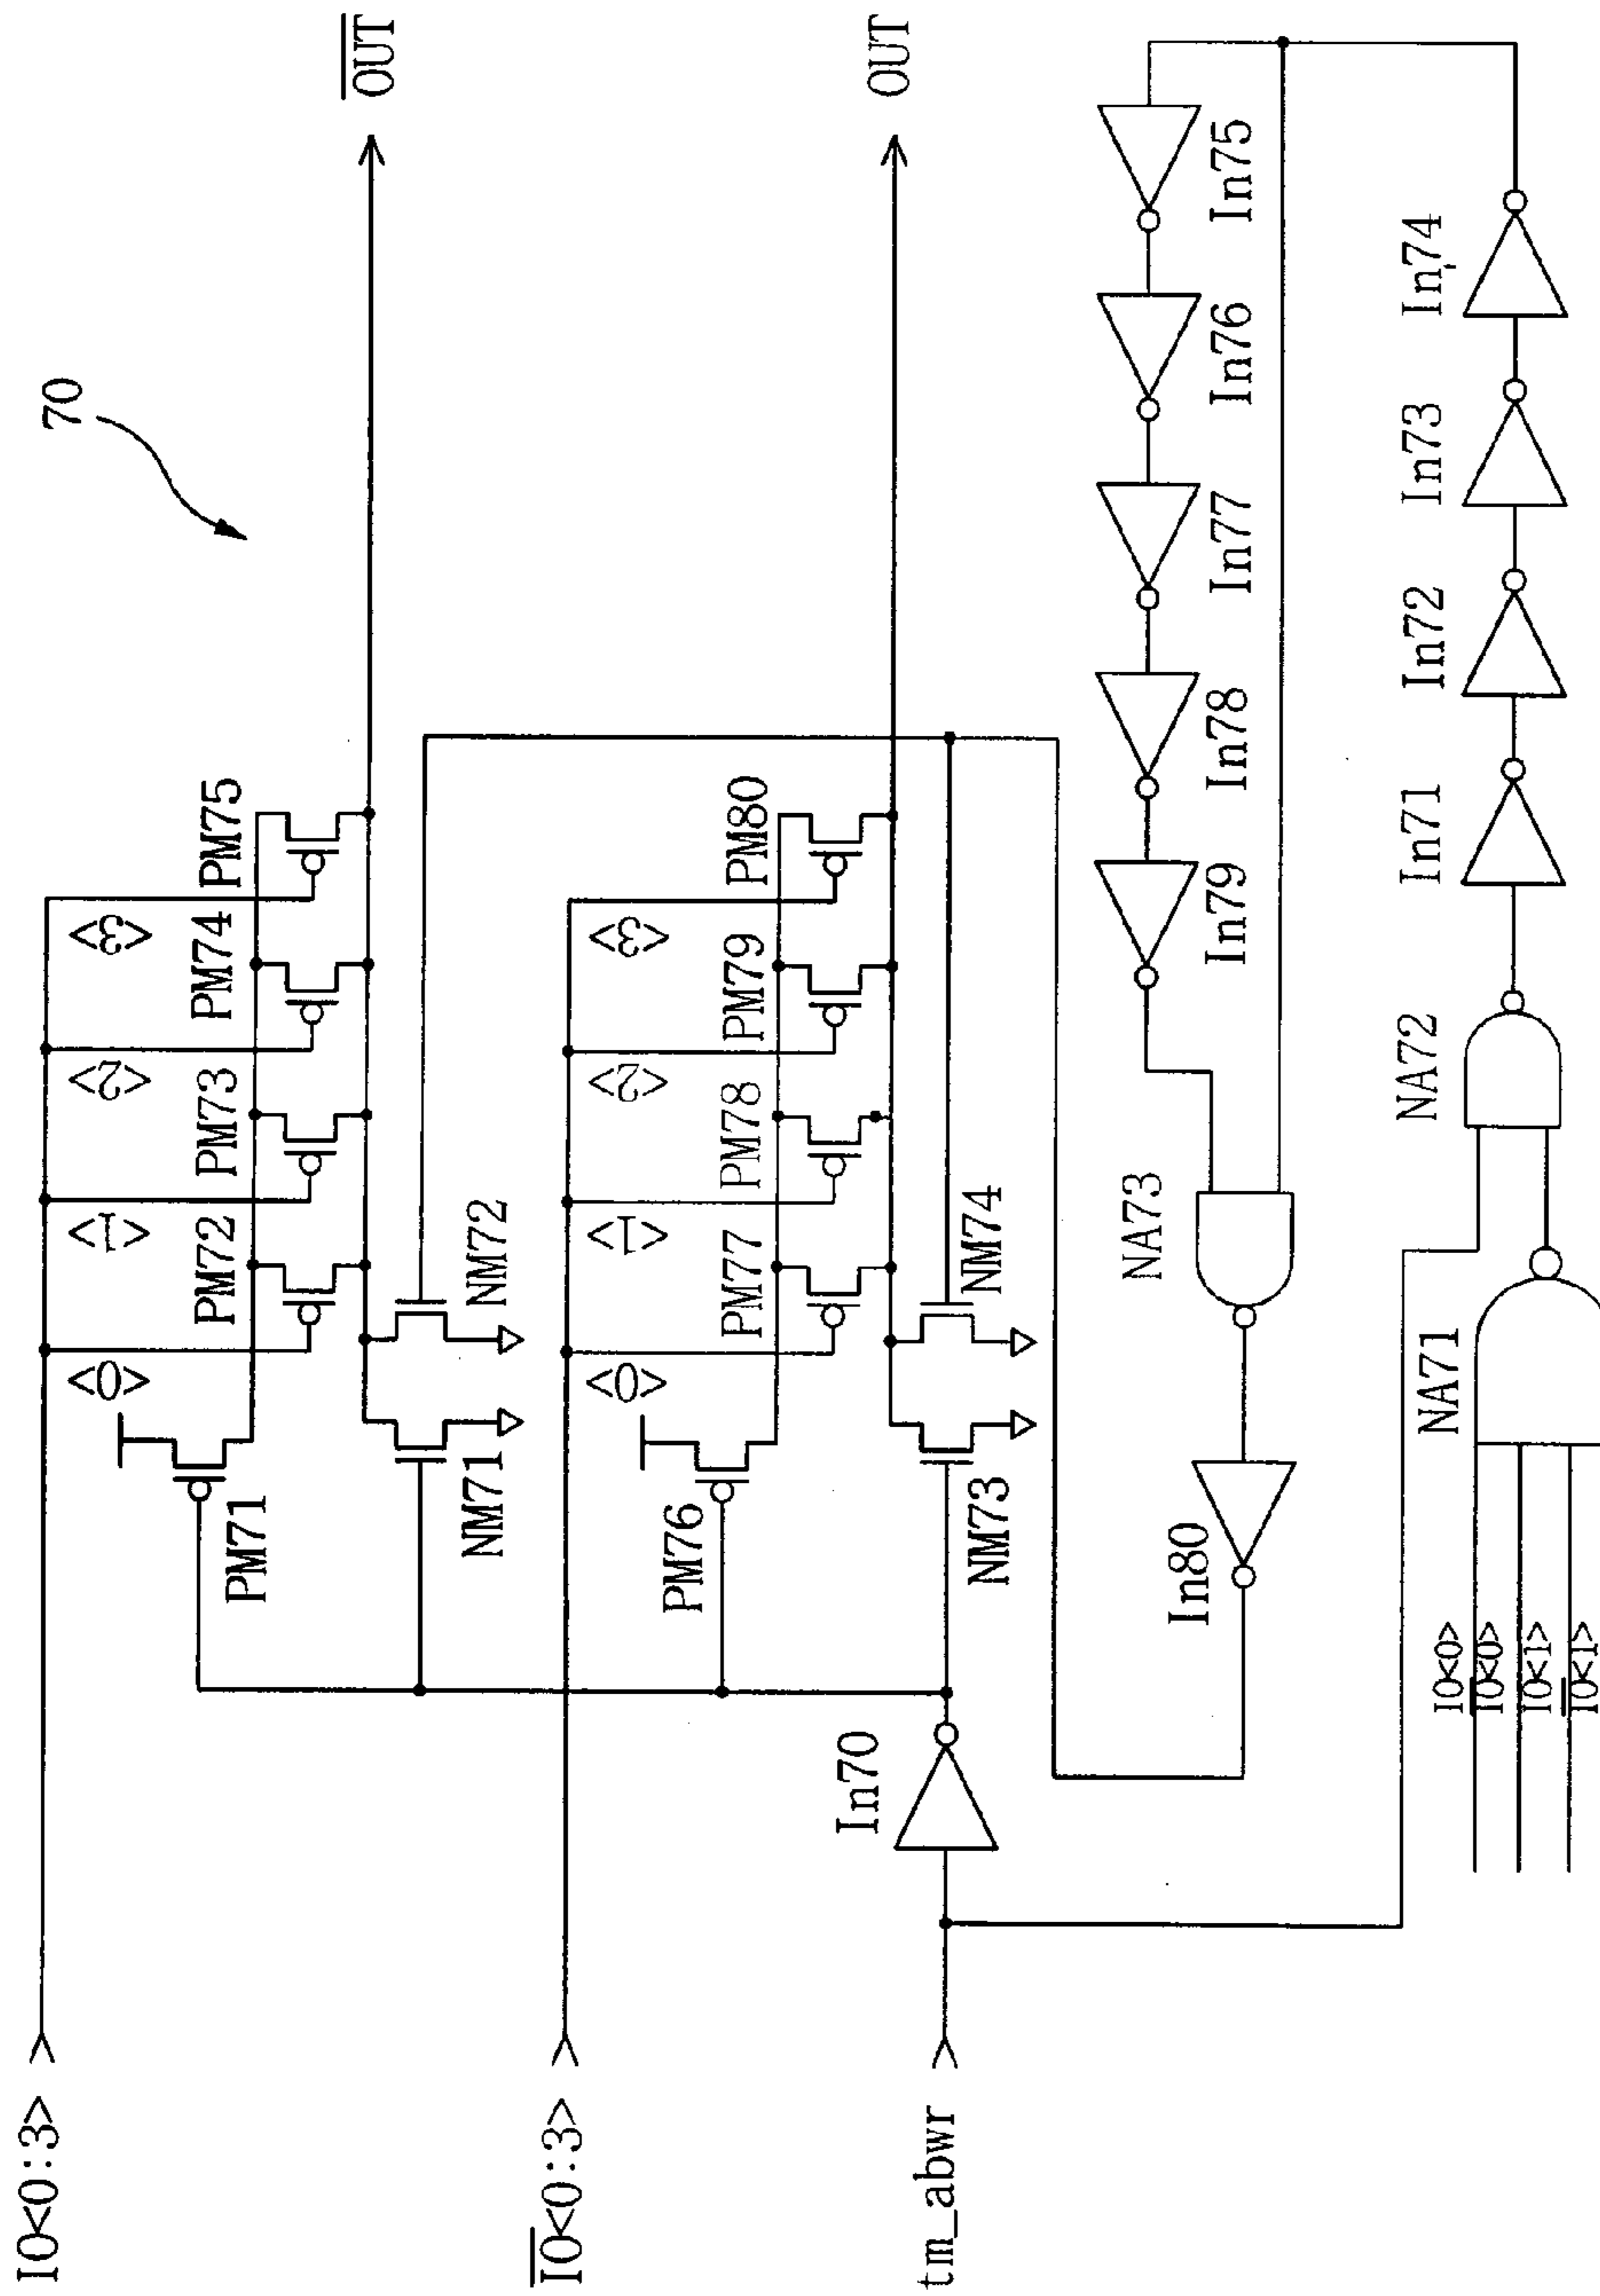 70
IO<0:3>
<0>
<1>
<2>
<3>
PM71
PM72
PM73
PM74
PM75
OUT
NM71
NM72
IO<0:3>
<0>
<1>
<2>
<3>
PM76
PM77
PM78
PM79
PM80
OUT
NM73
NM74
tm_abwr
In70
In80
NA73
In79
In78
In77
In76
In75
IO<0>
IO<0>
IO<1>
IO<1>
NA71
NA72
In71
In72
In73
In74